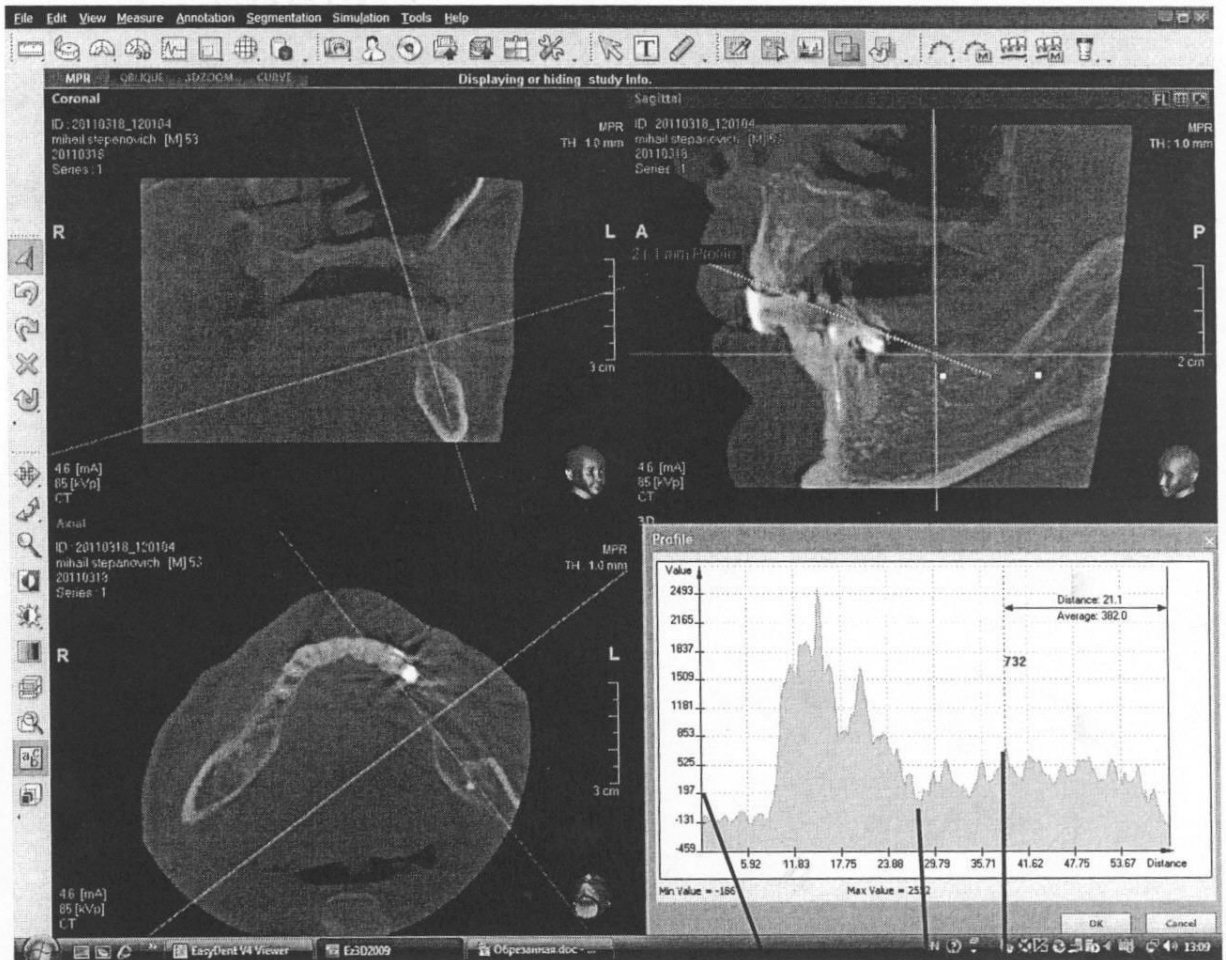 File Edit View Measure Annotation Segmentation Simulation Tools Help
T
M
M
MPR OBLIQUE 3DZOOM CURVE
Displaying or hiding study Info.
Coronal
ID : 20110318_120104
mihail stepanovich [M] 53
20110318
Series : 1
MPR
TH : 1.0 mm
R
L
3 cm
4.6 [mA]
85 [kVp]
CT
Sagittal
FL
ID : 20110318_120104
mihail stepanovich [M] 53
20110318
Series : 1
MPR
TH : 1.0 mm
A
P
21.1 mm Profile
2 cm
4.6 [mA]
85 [kVp]
CT
Axial
ID : 20110318_120104
mihail stepanovich [M] 53
20110318
Series : 1
MPR
TH : 1.0 mm
R
L
3 cm
4.6 [mA]
85 [kVp]
CT
3D
Profile
Value
2493
2165
1837
1509
1181
853
525
197
-131
-459
Distance: 21.1
Average: 382.0
732
5.92 11.83 17.75 23.88 29.79 35.71 41.62 47.75 53.67 Distance
Min Value = -186
Max Value =
OK Cancel
EasyDent V4 Viewer
Ez3D2009
Обрезанная.doc - ...
13:09